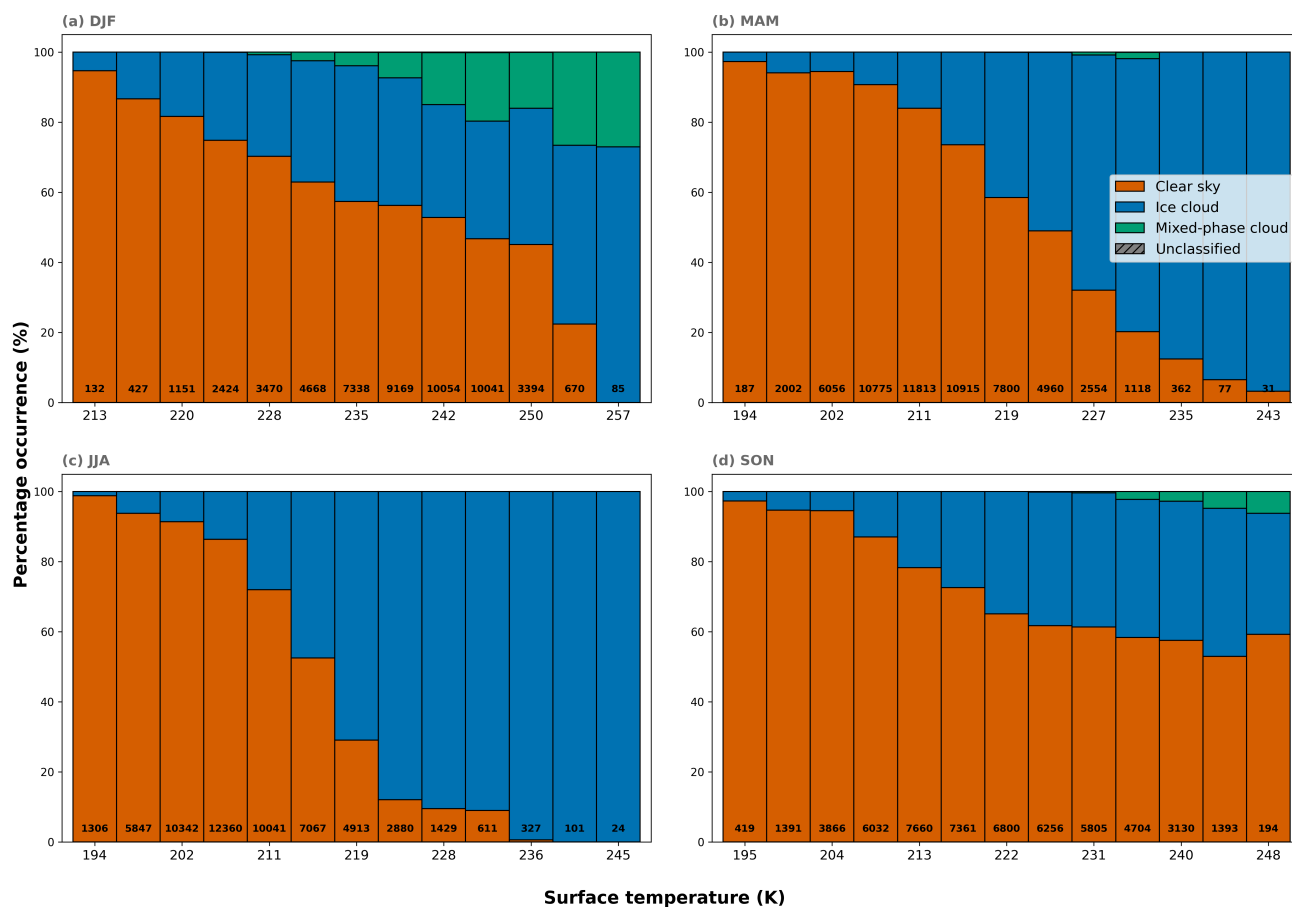 (a) DJF
100
80
60
40
20
0
132 427 1151 2424 3470 4668 7338 9169 10054 10041 3394 670 85
213 220 228 235 242 250 257
(b) MAM
100
80
60
40
20
0
Clear sky
Ice cloud
Mixed-phase cloud
Unclassified
187 2002 6056 10775 11813 10915 7800 4960 2554 1118 362 77 31
194 202 211 219 227 235 243
Percentage occurrence (%)
(c) JJA
100
80
60
40
20
0
1306 5847 10342 12360 10041 7067 4913 2880 1429 611 327 101 24
194 202 211 219 228 236 245
(d) SON
100
80
60
40
20
0
419 1391 3866 6032 7660 7361 6800 6256 5805 4704 3130 1393 194
195 204 213 222 231 240 248
Surface temperature (K)